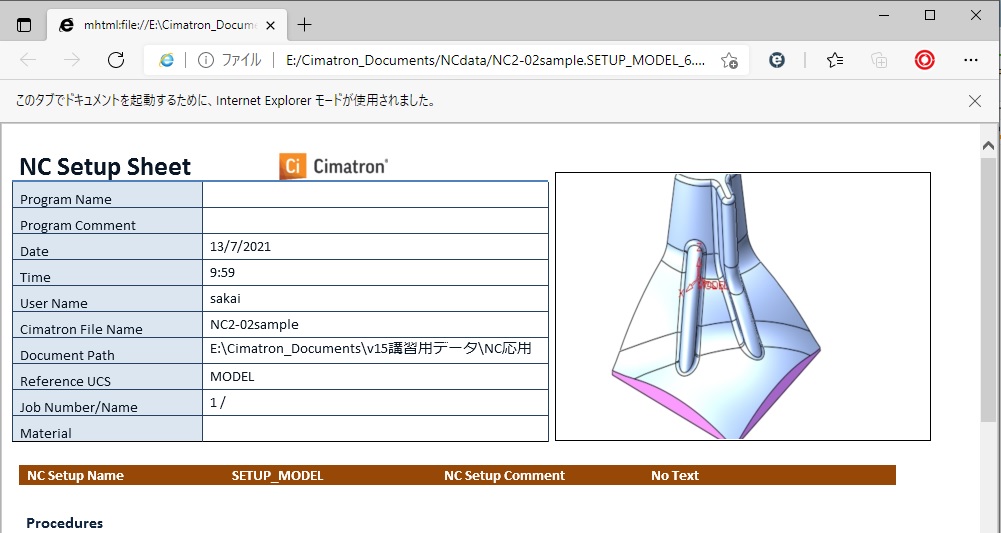 mhtml:file://E:\Cimatron_Docum
ファイル E:/Cimatron_Documents/NCdata/NC2-02sample.SETUP_MODEL_6....
このタブでドキュメントを起動するために、Internet Explorer モードが使用されました。
NC Setup Sheet
Ci Cimatron
Program Name
Program Comment
Date 13/7/2021
Time 9:59
User Name sakai
Cimatron File Name NC2-02sample
Document Path E:\Cimatron_Documents\v15講習用データ\NC応用
Reference UCS MODEL
Job Number/Name 1 /
Material
MODEL
NC Setup Name SETUP_MODEL NC Setup Comment No Text
Procedures